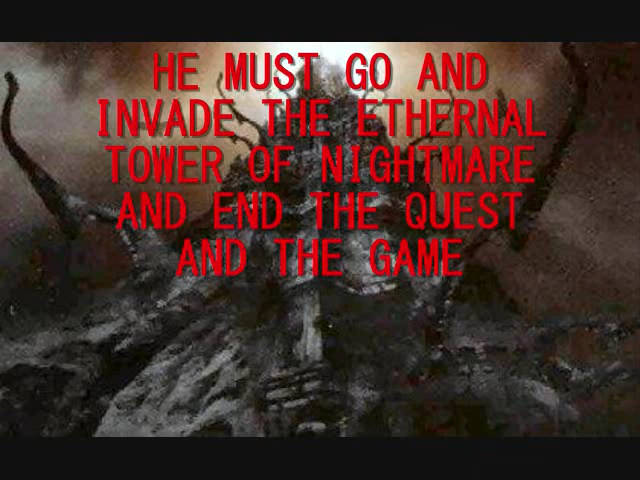 HE MUST GO AND
INVADE THE ETHERNAL
TOWER OF NIGHTMARE
AND END THE QUEST
AND THE GAME